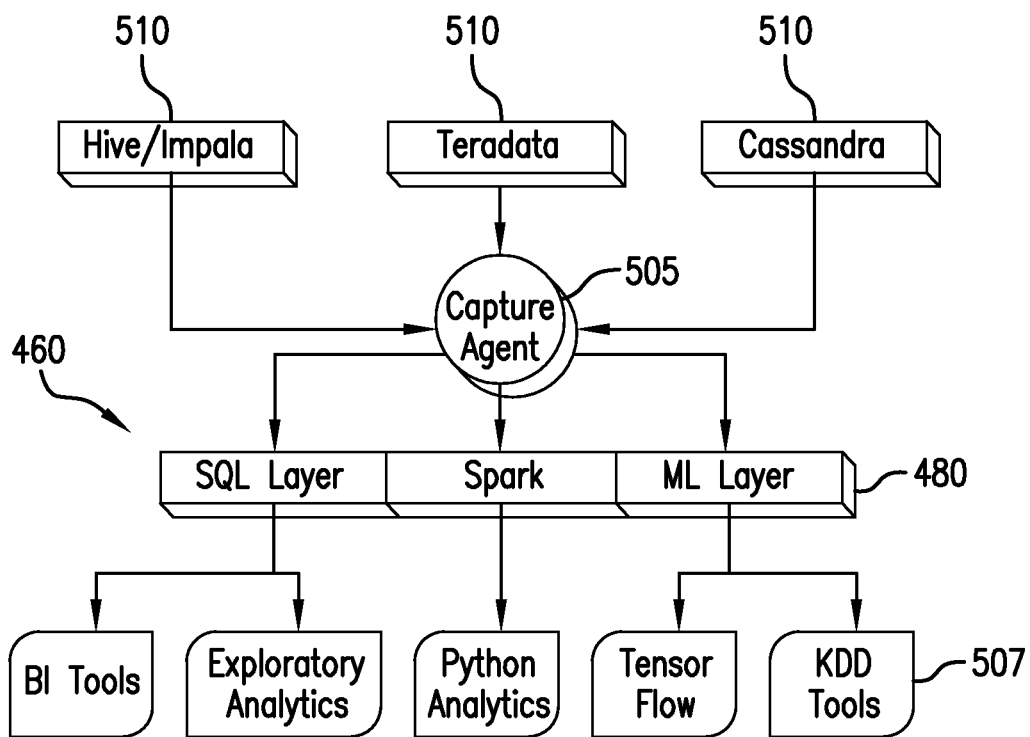 510 510 510
Hive/Impala Teradata Cassandra
505
Capture
Agent
460
SQL Layer Spark ML Layer
480
BI Tools
Exploratory
Analytics
Python
Analytics
Tensor
Flow
KDD
Tools
507